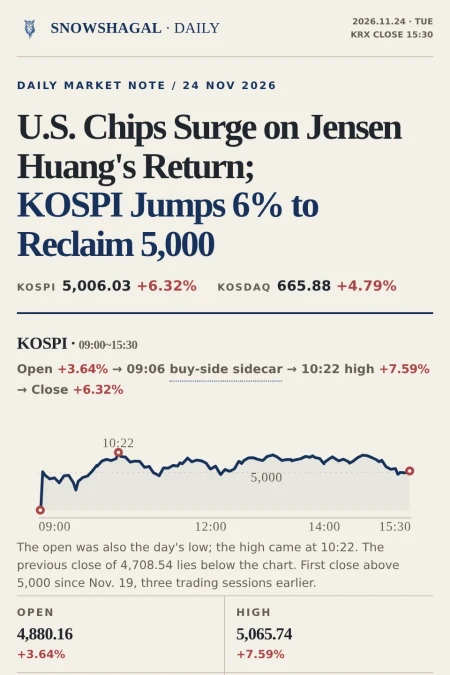 SNOWSHAGAL · DAILY
2026.11.24 · TUE
KRX CLOSE 15:30
DAILY MARKET NOTE / 24 NOV 2026
U.S. Chips Surge on Jensen
Huang's Return;
KOSPI Jumps 6% to
Reclaim 5,000
KOSPI 5,006.03 +6.32% KOSDAQ 665.88 +4.79%
KOSPI · 09:00~15:30
Open +3.64% → 09:06 buy-side sidecar → 10:22 high +7.59%
→ Close +6.32%
10:22
5,000
09:00 12:00 14:00 15:30
The open was also the day's low; the high came at 10:22. The
previous close of 4,708.54 lies below the chart. First close above
5,000 since Nov. 19, three trading sessions earlier.
OPEN HIGH
4,880.16 5,065.74
+3.64% +7.59%